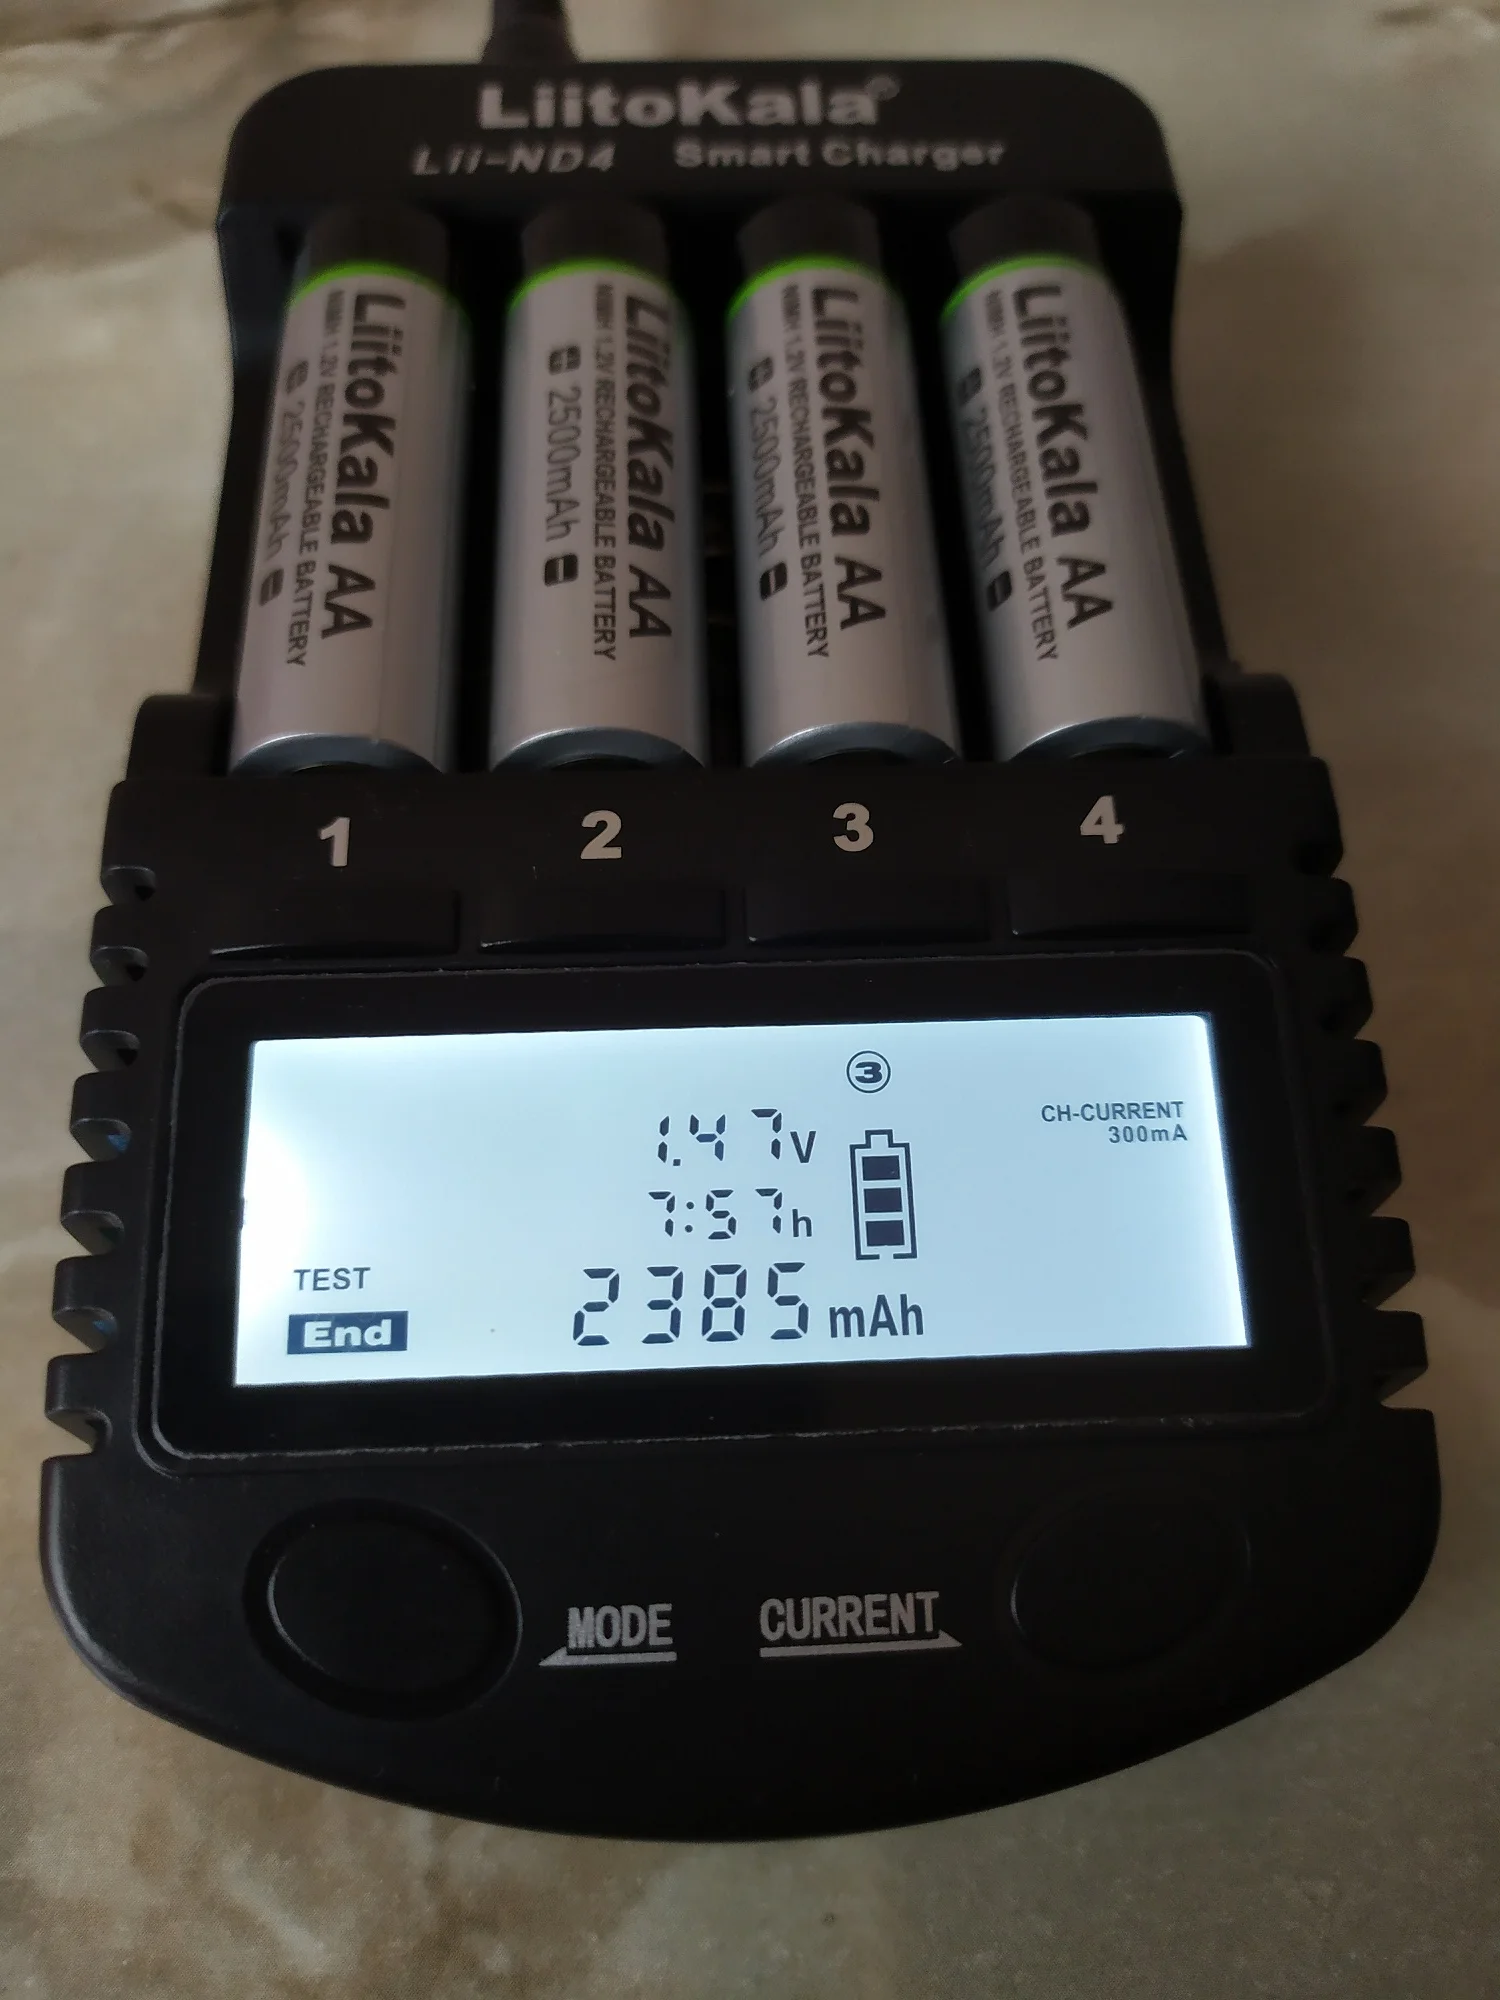 LiitoKala®
Lii-ND4 Smart Charger
LiitoKala AA
NiMH 1.2V RECHARGEABLE BATTERY
+ 2500mAh -
LiitoKala AA
NiMH 1.2V RECHARGEABLE BATTERY
+ 2500mAh -
LiitoKala AA
NiMH 1.2V RECHARGEABLE BATTERY
+ 2500mAh -
LiitoKala AA
NiMH 1.2V RECHARGEABLE BATTERY
+ 2500mAh -
1 2 3 4
3
1.47V
CH-CURRENT
300mA
7:57h
TEST
End
2385mAh
MODE CURRENT